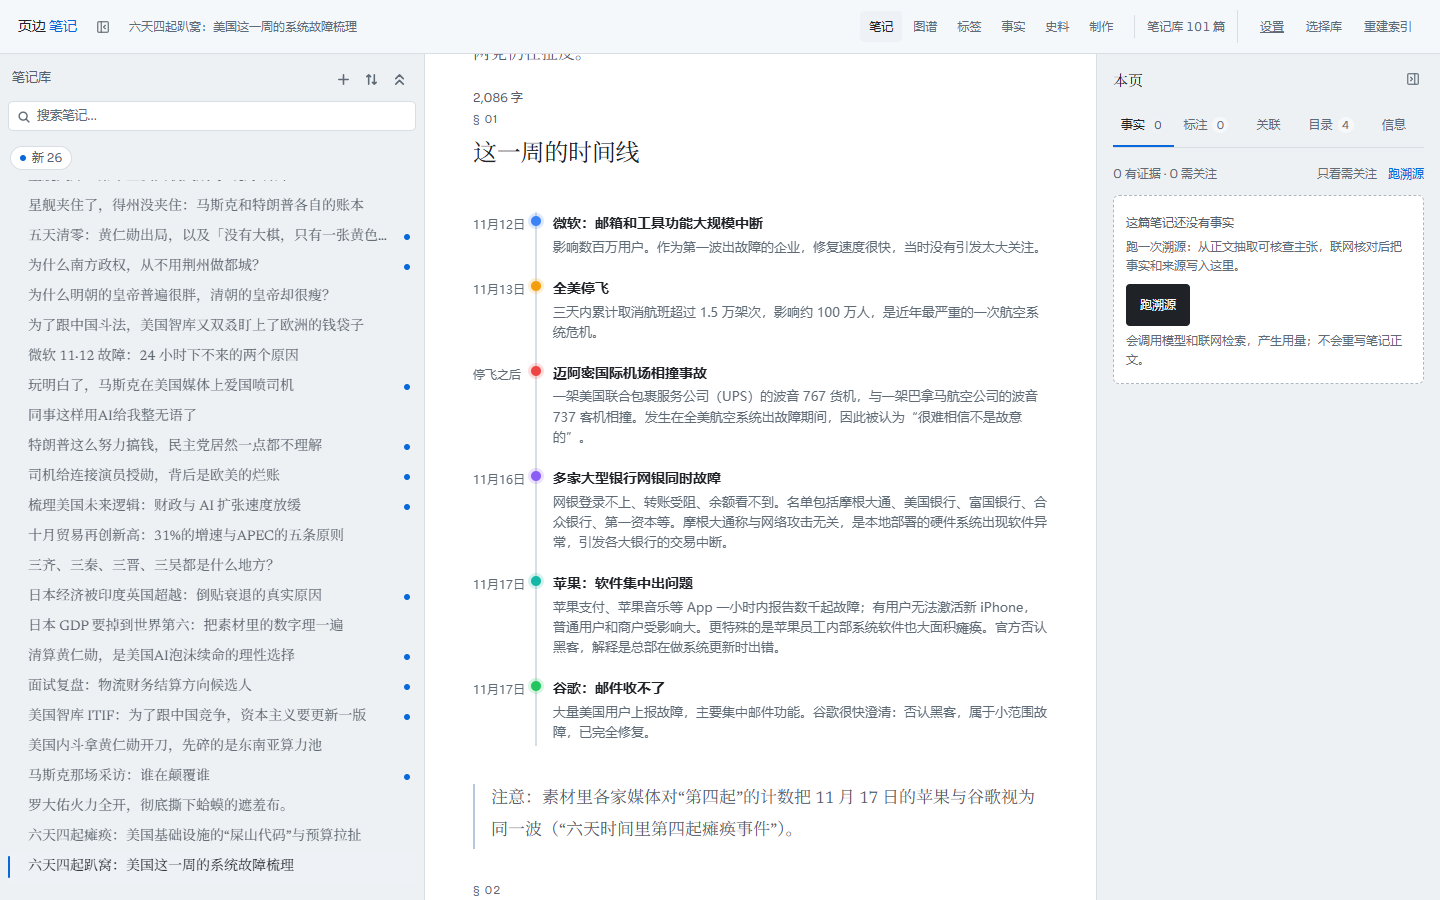 页边 笔记
六天四起趴窝：美国这一周的系统故障梳理
笔记 图谱 标签 事实 史料 制作 笔记库 101 篇 设置 选择库 重建索引
笔记库
搜索笔记...
新 26
星舰夹住了，得州没夹住：马斯克和特朗普各自的账本
五天清零：黄仁勋出局，以及「没有大棋，只有一张黄色...
为什么南方政权，从不用荆州做都城？
为什么明朝的皇帝普遍很胖，清朝的皇帝却很瘦？
为了跟中国斗法，美国智库又双叒盯上了欧洲的钱袋子
微软 11·12 故障：24 小时下不来的两个原因
玩明白了，马斯克在美国媒体上爱国喷司机
同事这样用AI给我整无语了
特朗普这么努力搞钱，民主党居然一点都不理解
司机给连接演员授勋，背后是欧美的烂账
梳理美国未来逻辑：财政与 AI 扩张速度放缓
十月贸易再创新高：31%的增速与APEC的五条原则
三齐、三秦、三晋、三吴都是什么地方？
日本经济被印度英国超越：倒贴衰退的真实原因
日本 GDP 要掉到世界第六：把素材里的数字理一遍
清算黄仁勋，是美国AI泡沫续命的理性选择
面试复盘：物流财务结算方向候选人
美国智库 ITIF：为了跟中国竞争，资本主义要更新一版
美国内斗拿黄仁勋开刀，先碎的是东南亚算力池
马斯克那场采访：谁在颠覆谁
罗大佑火力全开，彻底撕下蛤蟆的遮羞布。
六天四起瘫痪：美国基础设施的“屎山代码”与预算拉扯
六天四起趴窝：美国这一周的系统故障梳理
2,086 字
§ 01
这一周的时间线
11月12日
微软：邮箱和工具功能大规模中断
影响数百万用户。作为第一波出故障的企业，修复速度很快，当时没有引发太大关注。
11月13日
全美停飞
三天内累计取消航班超过 1.5 万架次，影响约 100 万人，是近年最严重的一次航空系
统危机。
停飞之后
迈阿密国际机场相撞事故
一架美国联合包裹服务公司（UPS）的波音 767 货机，与一架巴拿马航空公司的波音
737 客机相撞。发生在全美航空系统出故障期间，因此被认为“很难相信不是故意
的”。
11月16日
多家大型银行网银同时故障
网银登录不上、转账受阻、余额看不到。名单包括摩根大通、美国银行、富国银行、合
众银行、第一资本等。摩根大通称与网络攻击无关，是本地部署的硬件系统出现软件异
常，引发各大银行的交易中断。
11月17日
苹果：软件集中出问题
苹果支付、苹果音乐等 App 一小时内报告数千起故障；有用户无法激活新 iPhone，
普通用户和商户受影响大。更特殊的是苹果员工内部系统软件也大面积瘫痪。官方否认
黑客，解释是总部在做系统更新时出错。
11月17日
谷歌：邮件收不了
大量美国用户上报故障，主要集中邮件功能。谷歌很快澄清：否认黑客，属于小范围故
障，已完全修复。
注意：素材里各家媒体对“第四起”的计数把 11 月 17 日的苹果与谷歌视为
同一波（“六天时间里第四起瘫痪事件”）。
§ 02
本页
事实 0 标注 0 关联 目录 4 信息
0 有证据 · 0 需关注 只看需关注 跑溯源
这篇笔记还没有事实
跑一次溯源：从正文抽取可核查主张，联网核对后把
事实和来源写入这里。
跑溯源
会调用模型和联网检索，产生用量；不会重写笔记正
文。